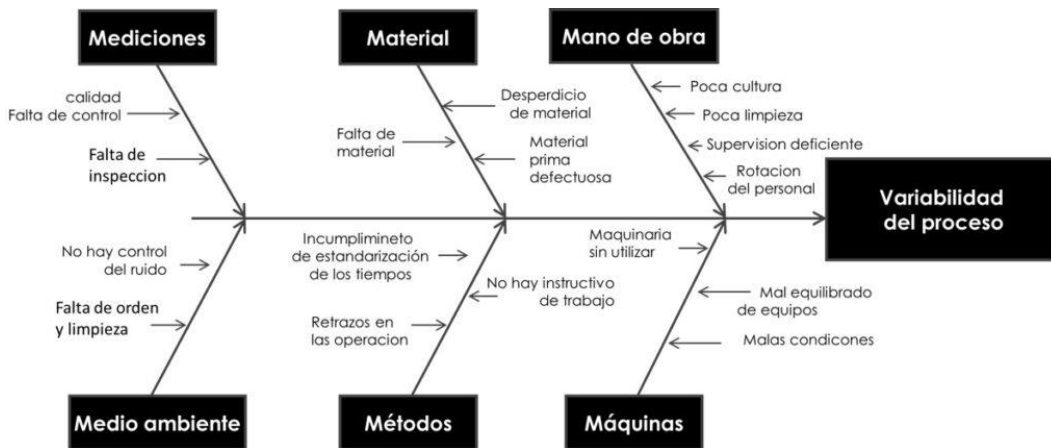 Mediciones
Material
Mano de obra
calidad
Falta de control
Falta de
inspeccion
Desperdicio
de material
Falta de
material
Material
prima
defectuosa
Poca cultura
Poca limpieza
Supervision deficiente
Rotacion
del personal
Variabilidad
del proceso
No hay control
del ruido
Falta de orden
y limpieza
Incumplimineto
de estandarización
de los tiempos
No hay instructivo
de trabajo
Retrazos en
las operacion
Maquinaria
sin utilizar
Mal equilibrado
de equipos
Malas condicones
Medio ambiente
Métodos
Máquinas